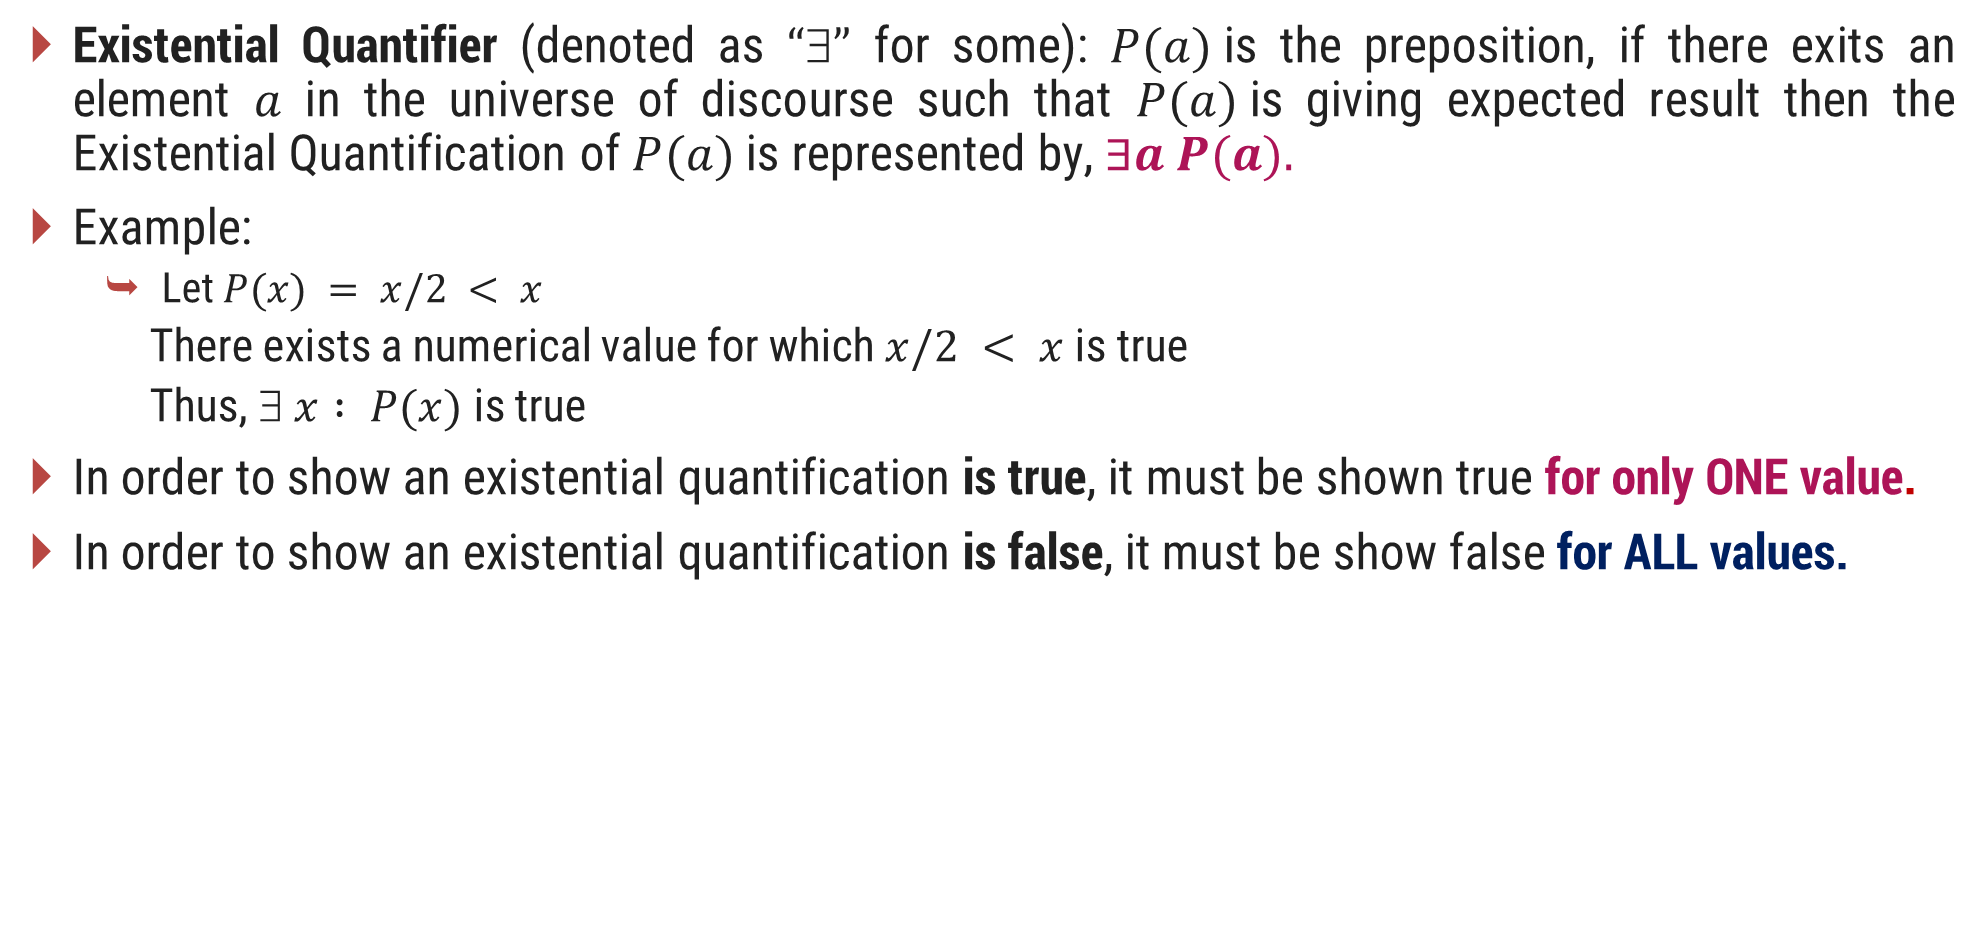 Existential Quantifier (denoted as “∃” for some): P(a) is the preposition, if there exits an
element a in the universe of discourse such that P(a) is giving expected result then the
Existential Quantification of P(a) is represented by, ∃a P(a).
Example:
Let P(x) = x/2 < x
There exists a numerical value for which x/2 < x is true
Thus, ∃ x : P(x) is true
In order to show an existential quantification is true, it must be shown true for only ONE value.
In order to show an existential quantification is false, it must be show false for ALL values.